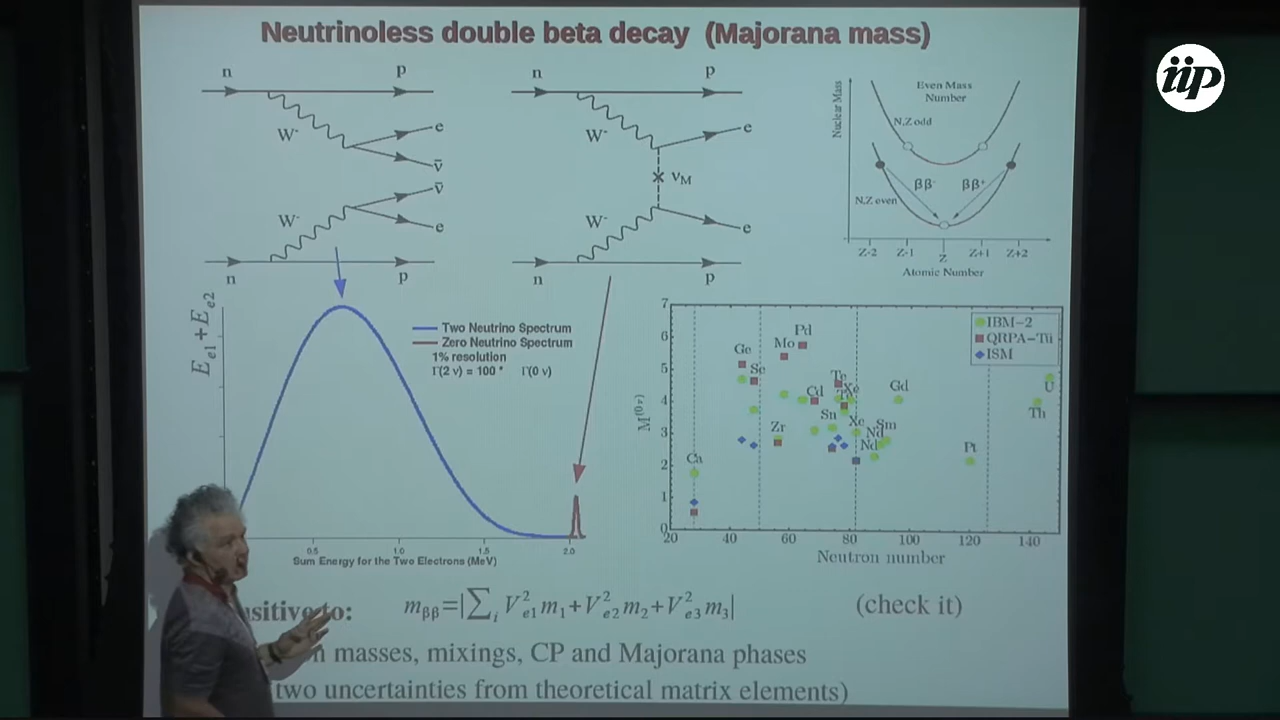 Neutrinoless double beta decay (Majorana mass)
iip
n p
W⁻ e
ν̄
ν̄
W⁻ e
n p
n p
W⁻ e
ν_M
W⁻ e
n p
Nuclear Mass
Even Mass
Number
N,Z odd
ββ⁻ ββ⁺
N,Z even
Z-2 Z-1 Z Z+1 Z+2
Atomic Number
E_e1 + E_e2
Two Neutrino Spectrum
Zero Neutrino Spectrum
1% resolution
Γ(2 ν) = 100 * Γ(0 ν)
0.5 1.0 1.5 2.0
Sum Energy for the Two Electrons (MeV)
M^(0ν)
7
6
5
4
3
2
1
0
IBM-2
QRPA-Tü
ISM
Pd
Mo
Ge
Se
Te
Xe
Cd
Gd
U
Th
Sn
Xe
Sm
Nd
Nd
Zr
Pt
Ca
20 40 60 80 100 120 140
Neutron number
sitive to: m_ββ=|∑_i V²_e1 m_1+V²_e2 m_2+V²_e3 m_3| (check it)
n masses, mixings, CP and Majorana phases
two uncertainties from theoretical matrix elements)